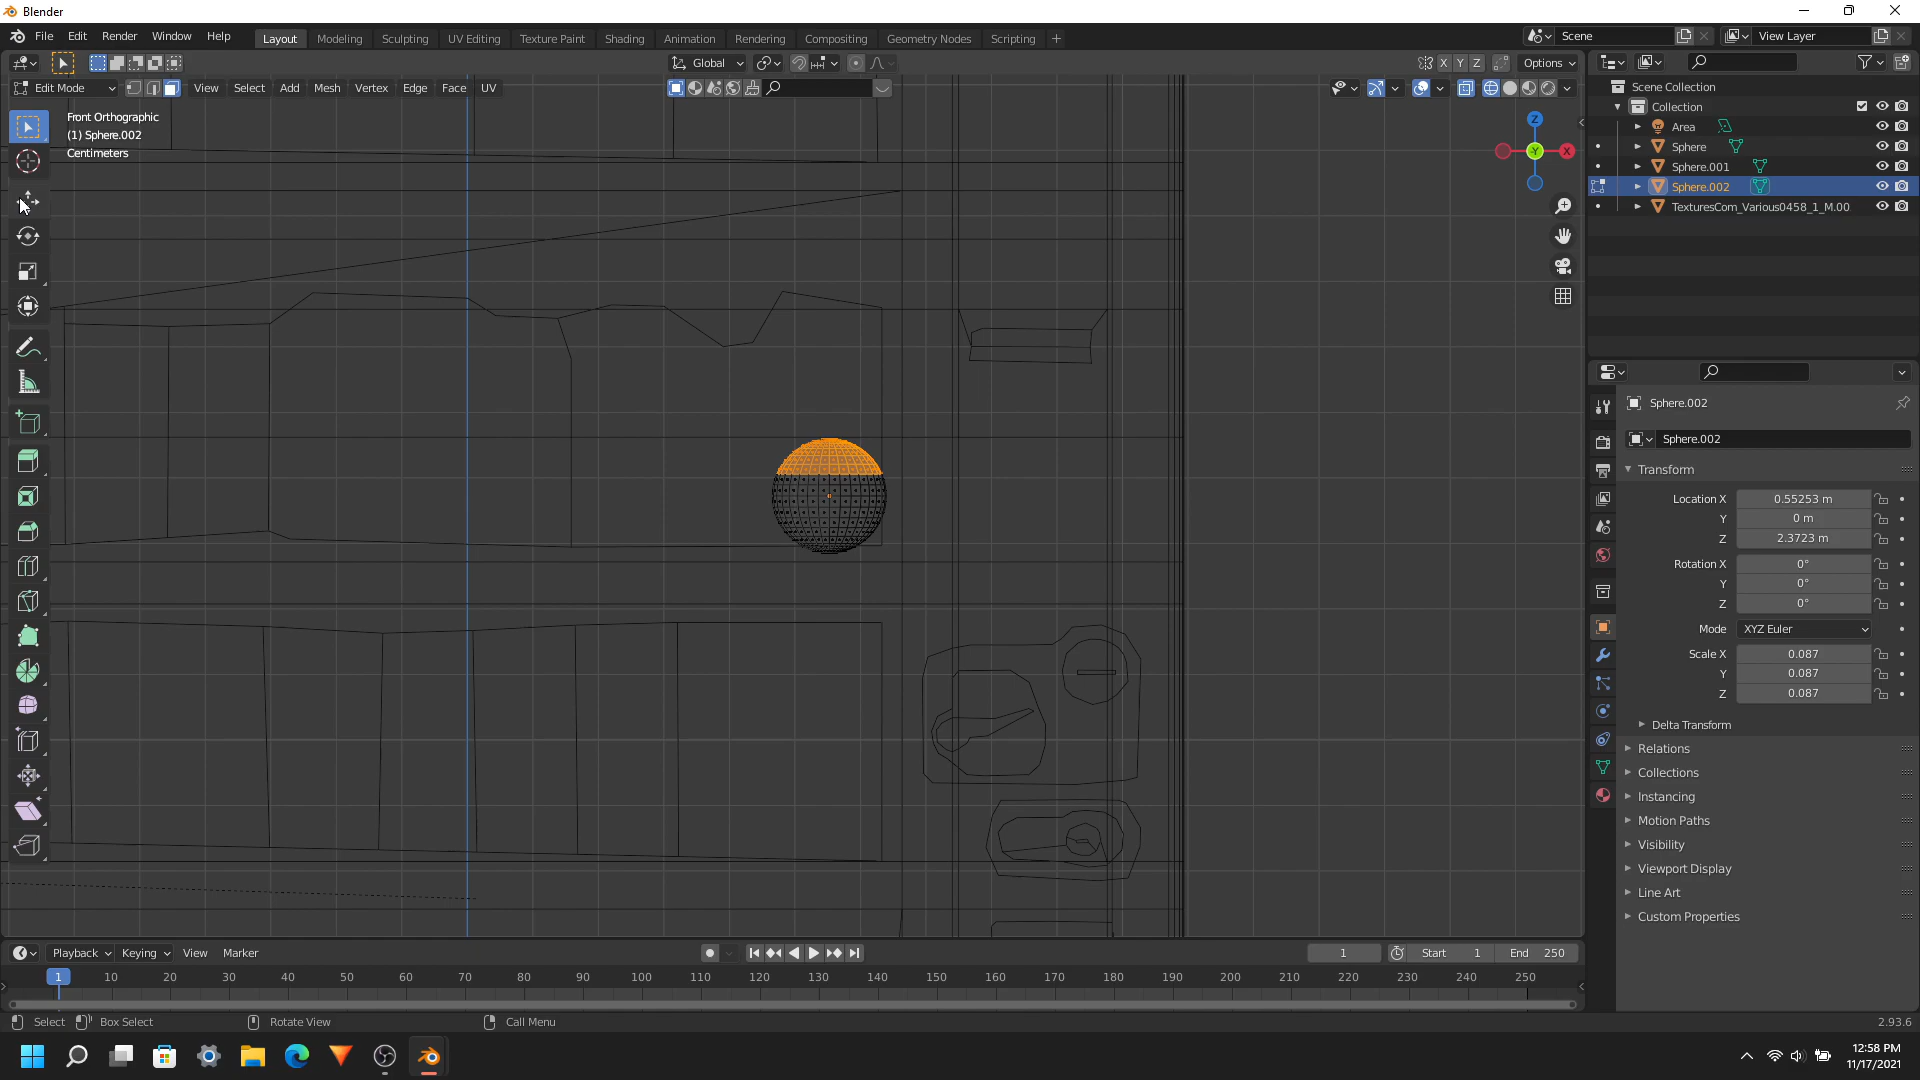 Blender
File Edit Render Window Help
Layout Modeling Sculpting UV Editing Texture Paint Shading Animation Rendering Compositing Geometry Nodes Scripting +
Scene
View Layer
Global
X Y Z
Options
Edit Mode
View Select Add Mesh Vertex Edge Face UV
Front Orthographic
(1) Sphere.002
Centimeters
Z
Y
X
Scene Collection
Collection
Area
Sphere
Sphere.001
Sphere.002
TexturesCom_Various0458_1_M.00
Sphere.002
Sphere.002
Transform
Location X 0.55253 m
Y 0 m
Z 2.3723 m
Rotation X 0°
Y 0°
Z 0°
Mode XYZ Euler
Scale X 0.087
Y 0.087
Z 0.087
Delta Transform
Relations
Collections
Instancing
Motion Paths
Visibility
Viewport Display
Line Art
Custom Properties
Playback Keying View Marker
1
Start 1
End 250
1 10 20 30 40 50 60 70 80 90 100 110 120 130 140 150 160 170 180 190 200 210 220 230 240 250
Select Box Select Rotate View Call Menu
2.93.6
12:58 PM
11/17/2021